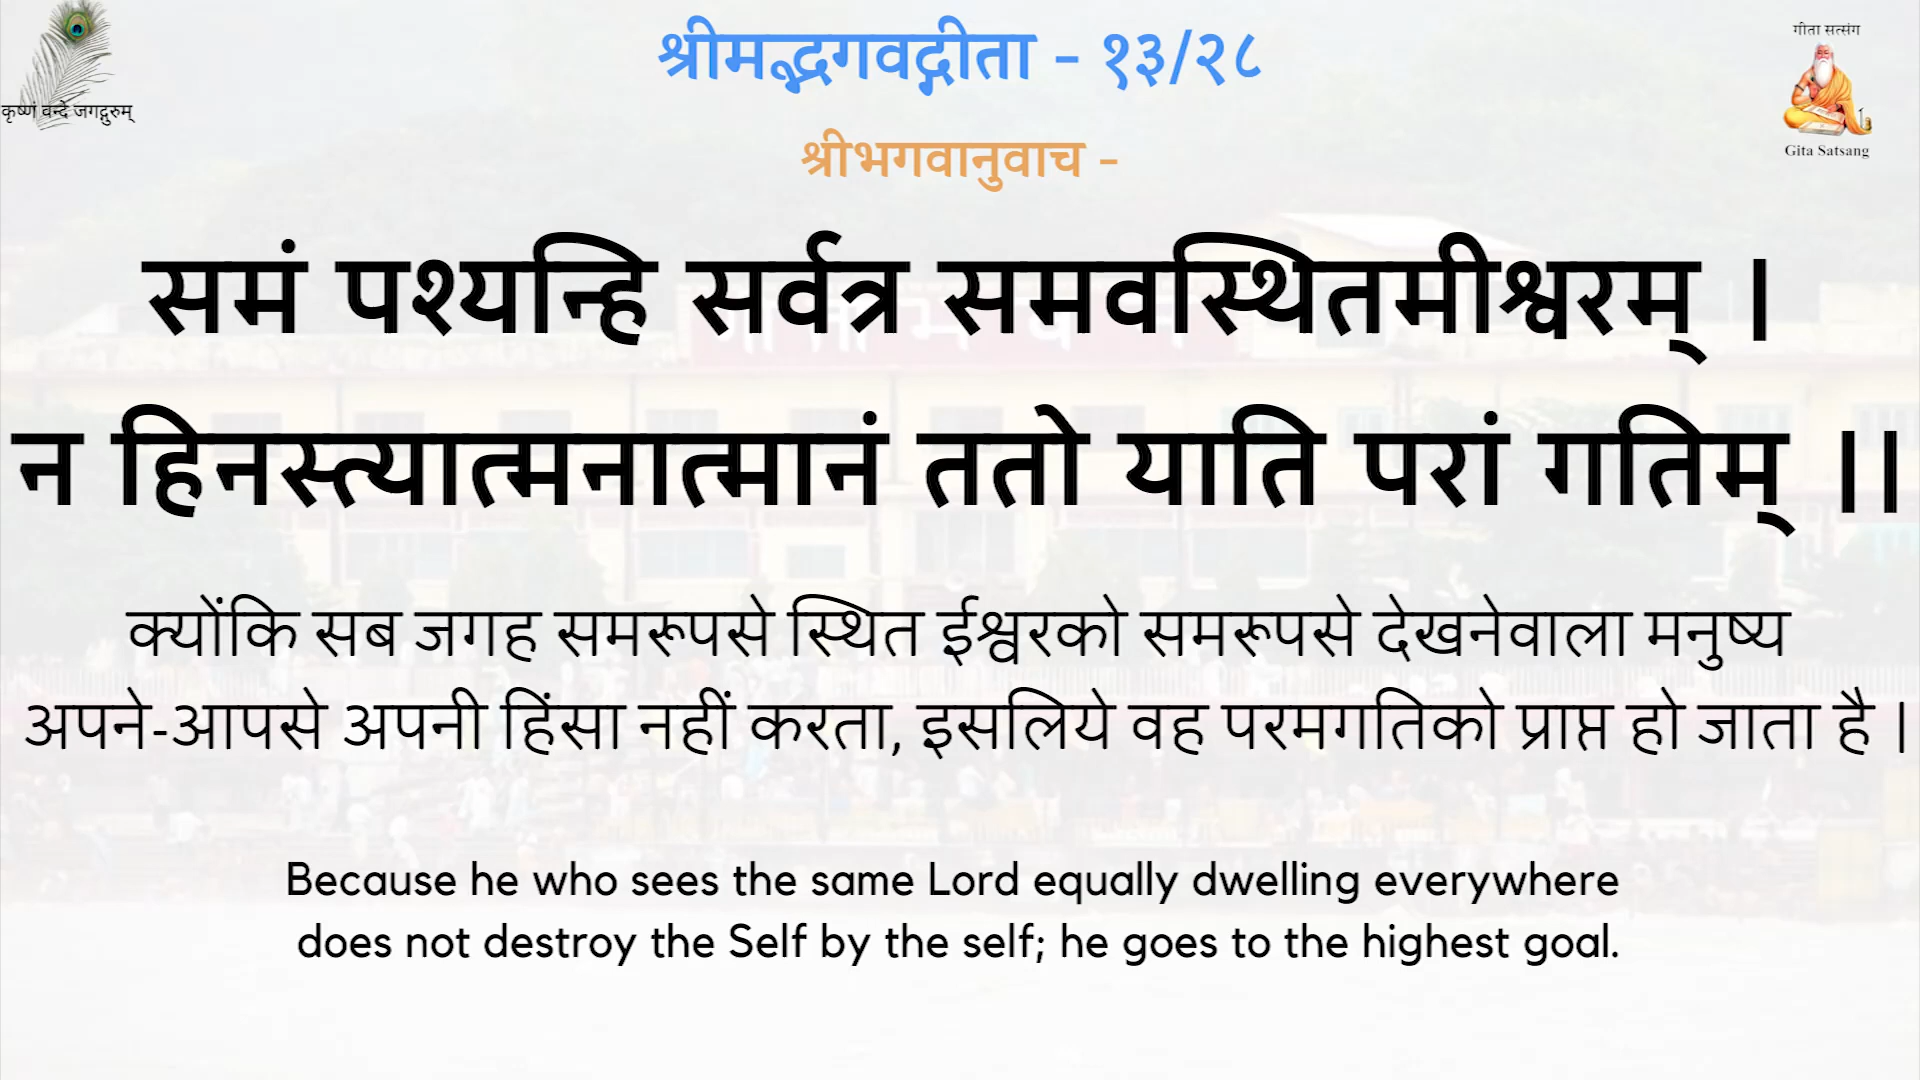 कृष्णं वन्दे जगद्गुरुम्
श्रीमद्भगवद्गीता - १३/२८
गीता सत्संग
Gita Satsang
श्रीभगवानुवाच -
समं पश्यन्हि सर्वत्र समवस्थितमीश्वरम् ।
न हिनस्त्यात्मनात्मानं ततो याति परां गतिम् ।।
क्योंकि सब जगह समरूपसे स्थित ईश्वरको समरूपसे देखनेवाला मनुष्य
अपने-आपसे अपनी हिंसा नहीं करता, इसलिये वह परमगतिको प्राप्त हो जाता है ।
Because he who sees the same Lord equally dwelling everywhere
does not destroy the Self by the self; he goes to the highest goal.